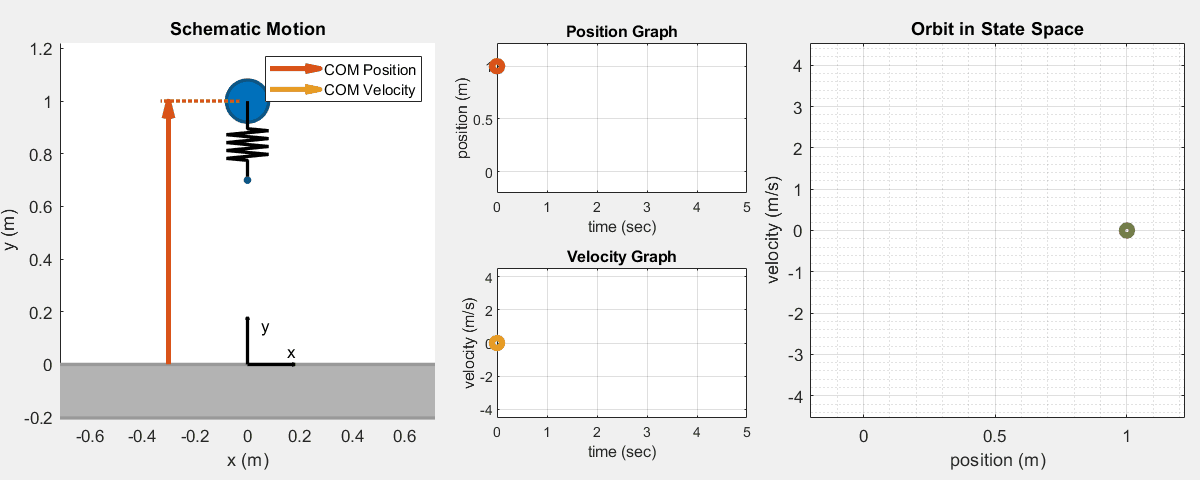 Schematic Motion
1.2
1
0.8
0.6
0.4
0.2
0
-0.2
y (m)
COM Position
COM Velocity
y
x
-0.6 -0.4 -0.2 0 0.2 0.4 0.6
x (m)
Position Graph
1
0.5
0
position (m)
0 1 2 3 4 5
time (sec)
Velocity Graph
4
2
0
-2
-4
velocity (m/s)
0 1 2 3 4 5
time (sec)
Orbit in State Space
4
3
2
1
0
-1
-2
-3
-4
velocity (m/s)
0 0.5 1
position (m)